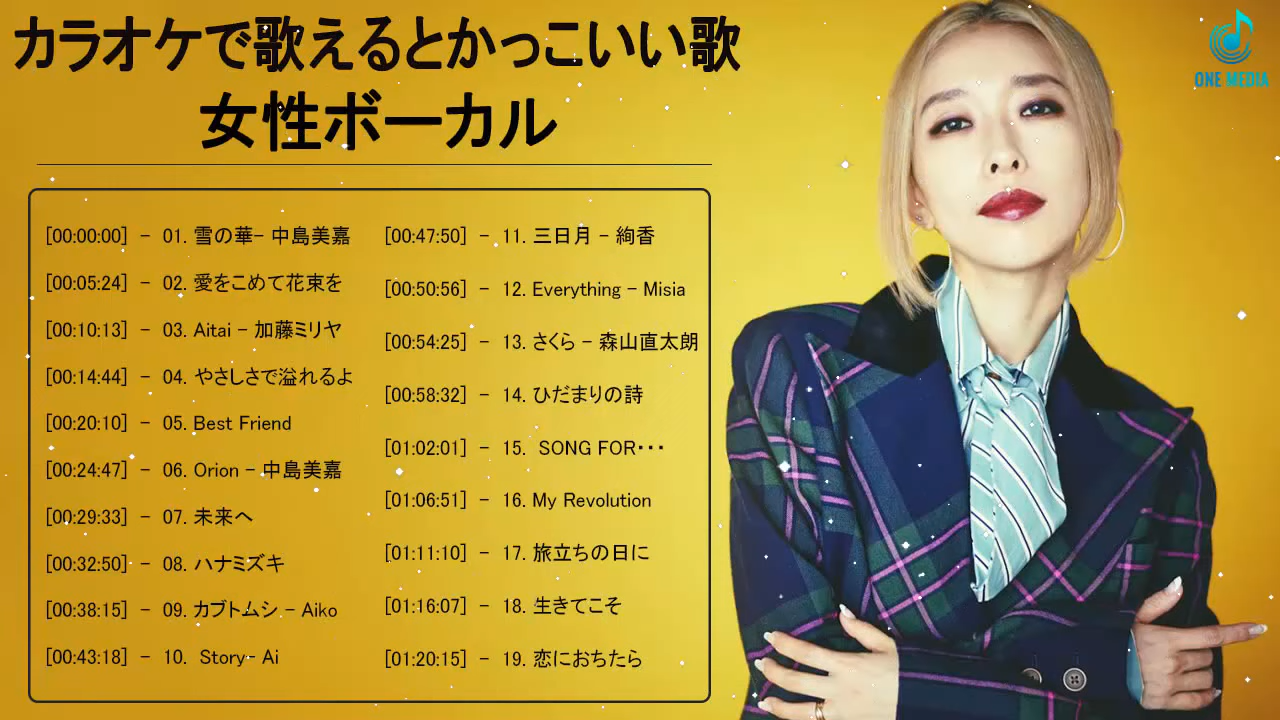 カラオケで歌えるとかっこいい歌
女性ボーカル
ONE MEDIA
[00:00:00] - 01. 雪の華- 中島美嘉
[00:05:24] - 02. 愛をこめて花束を
[00:10:13] - 03. Aitai - 加藤ミリヤ
[00:14:44] - 04. やさしさで溢れるよ
[00:20:10] - 05. Best Friend
[00:24:47] - 06. Orion - 中島美嘉
[00:29:33] - 07. 未来へ
[00:32:50] - 08. ハナミズキ
[00:38:15] - 09. カブトムシ - Aiko
[00:43:18] - 10. Story- Ai
[00:47:50] - 11. 三日月 - 絢香
[00:50:56] - 12. Everything - Misia
[00:54:25] - 13. さくら - 森山直太朗
[00:58:32] - 14. ひだまりの詩
[01:02:01] - 15. SONG FOR・・・
[01:06:51] - 16. My Revolution
[01:11:10] - 17. 旅立ちの日に
[01:16:07] - 18. 生きてこそ
[01:20:15] - 19. 恋におちたら